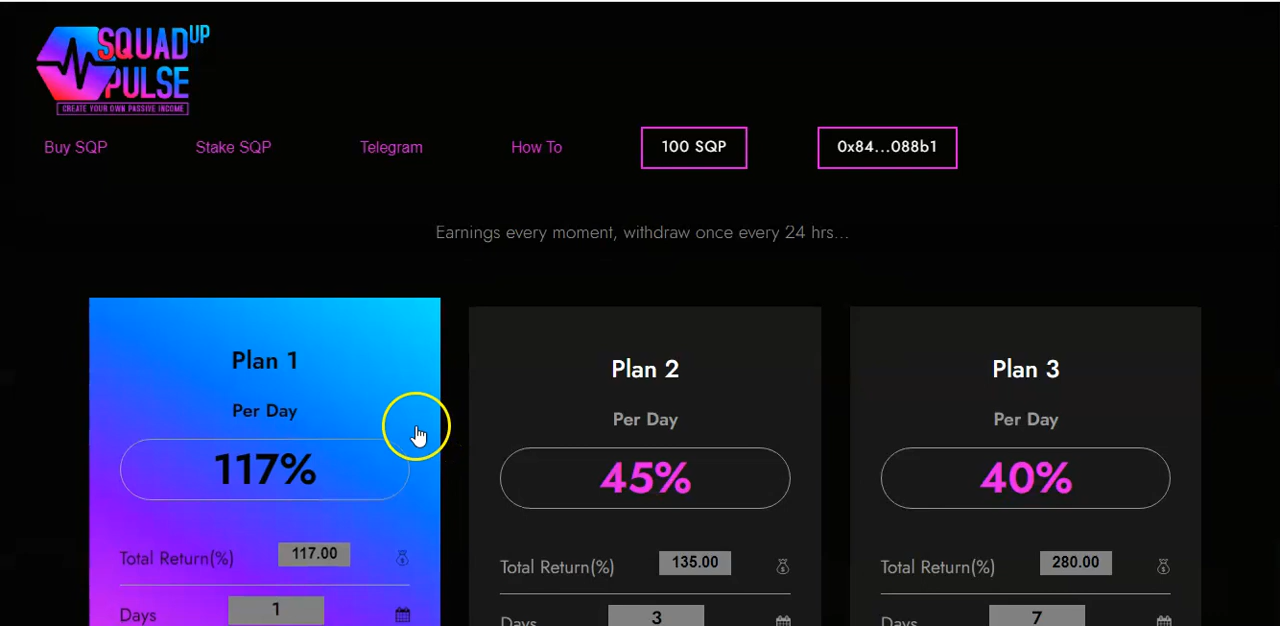 SQUAD UP
PULSE
CREATE YOUR OWN PASSIVE INCOME
Buy SQP Stake SQP Telegram How To 100 SQP 0x84...088b1
Earnings every moment, withdraw once every 24 hrs...
Plan 1
Per Day
117%
Total Return(%) 117.00
Days 1
Plan 2
Per Day
45%
Total Return(%) 135.00
Days 3
Plan 3
Per Day
40%
Total Return(%) 280.00
Days 7